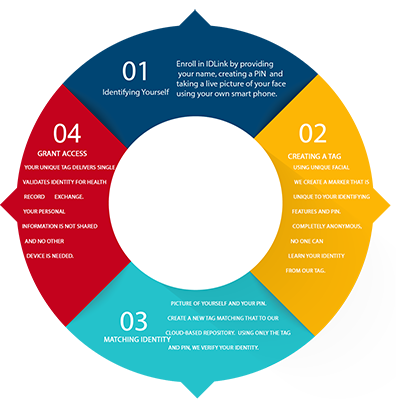 01
Identifying Yourself
Enroll in IDLink by providing
your name, creating a PIN and
taking a live picture of your face
using your own smart phone.
02
CREATING A TAG
USING UNIQUE FACIAL
WE CREATE A MARKER THAT IS
UNIQUE TO YOUR IDENTIFYING
FEATURES AND PIN.
COMPLETELY ANONYMOUS,
NO ONE CAN
LEARN YOUR IDENTITY
FROM OUR TAG.
03
MATCHING IDENTITY
PICTURE OF YOURSELF AND YOUR PIN.
CREATE A NEW TAG MATCHING THAT TO OUR
CLOUD-BASED REPOSITORY. USING ONLY THE TAG
AND PIN, WE VERIFY YOUR IDENTITY.
04
GRANT ACCESS
YOUR UNIQUE TAG DELIVERS SINGLE
VALIDATES IDENTITY FOR HEALTH
RECORD EXCHANGE.
YOUR PERSONAL
INFORMATION IS NOT SHARED
AND NO OTHER
DEVICE IS NEEDED.